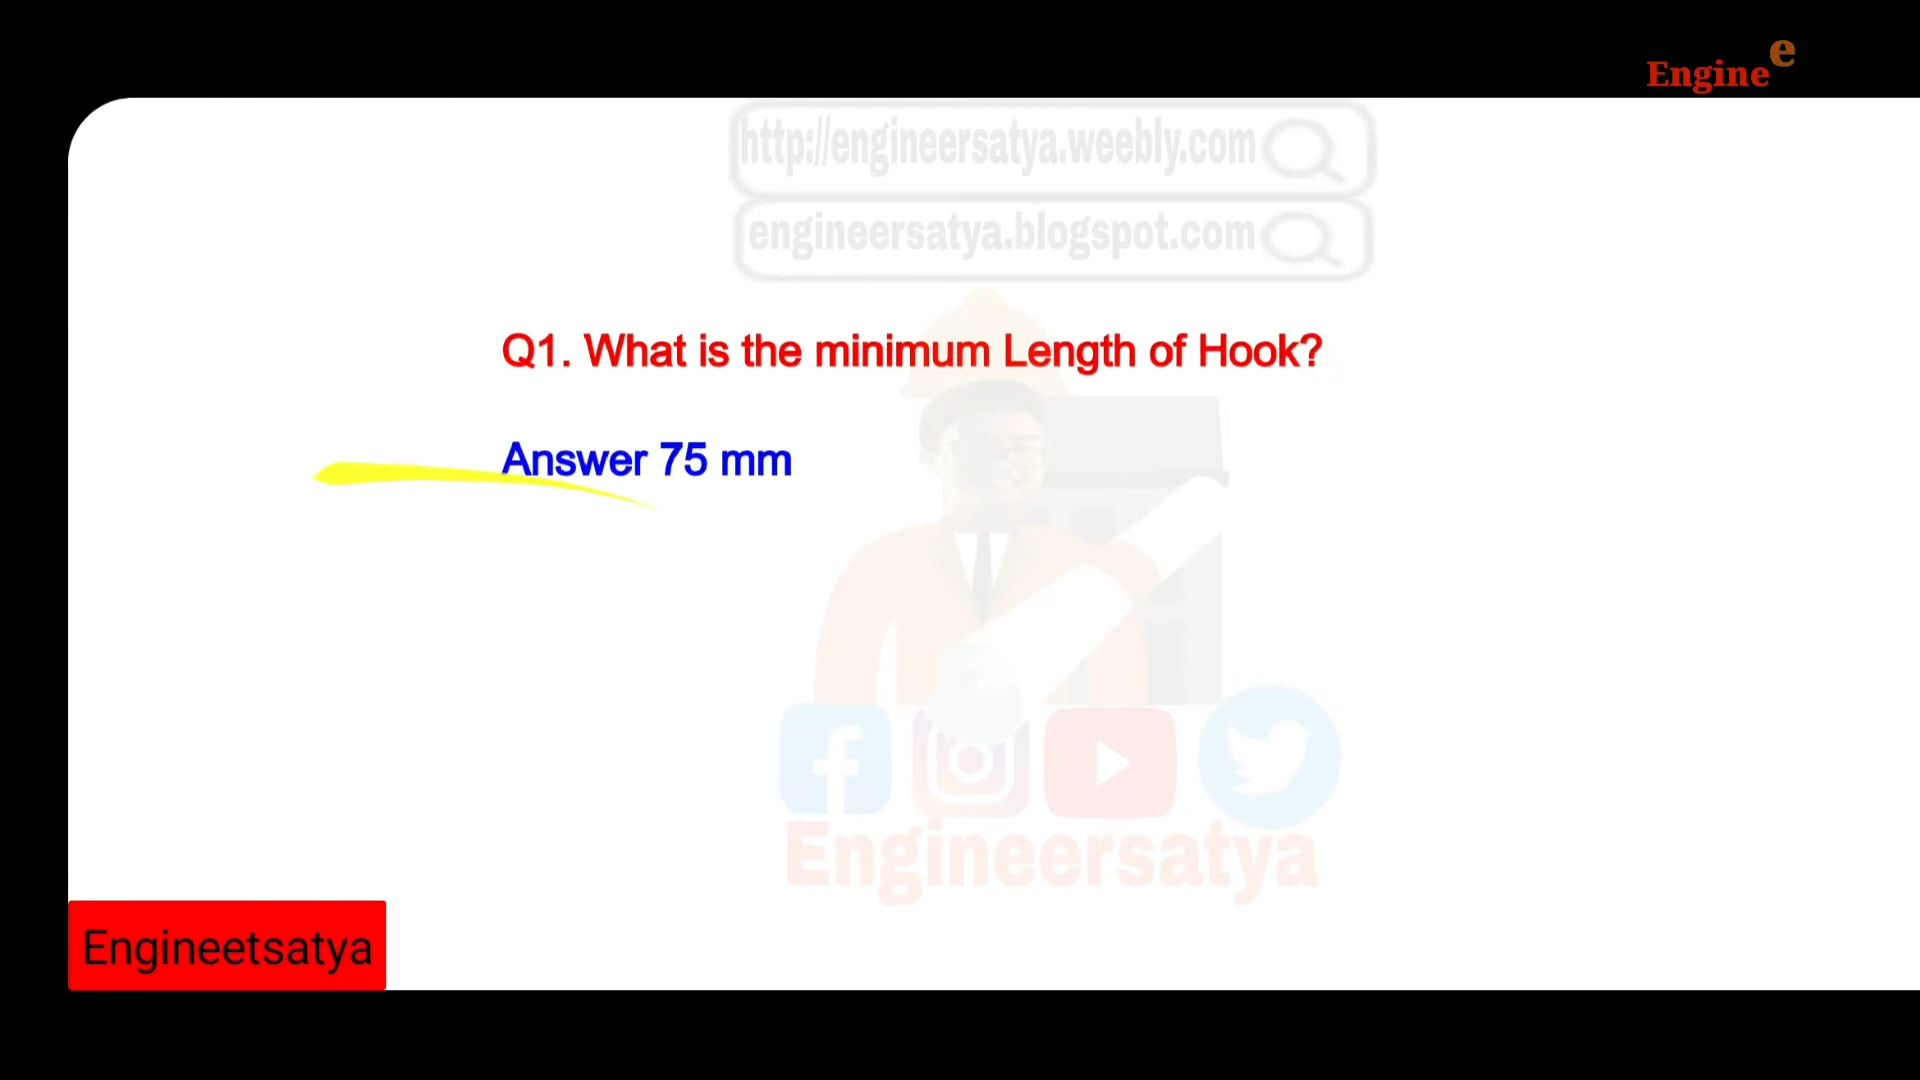 Engine e
http://engineersatya.weebly.com
engineersatya.blogspot.com
Q1. What is the minimum Length of Hook?
Answer 75 mm
Engineersatya
Engineetsatya